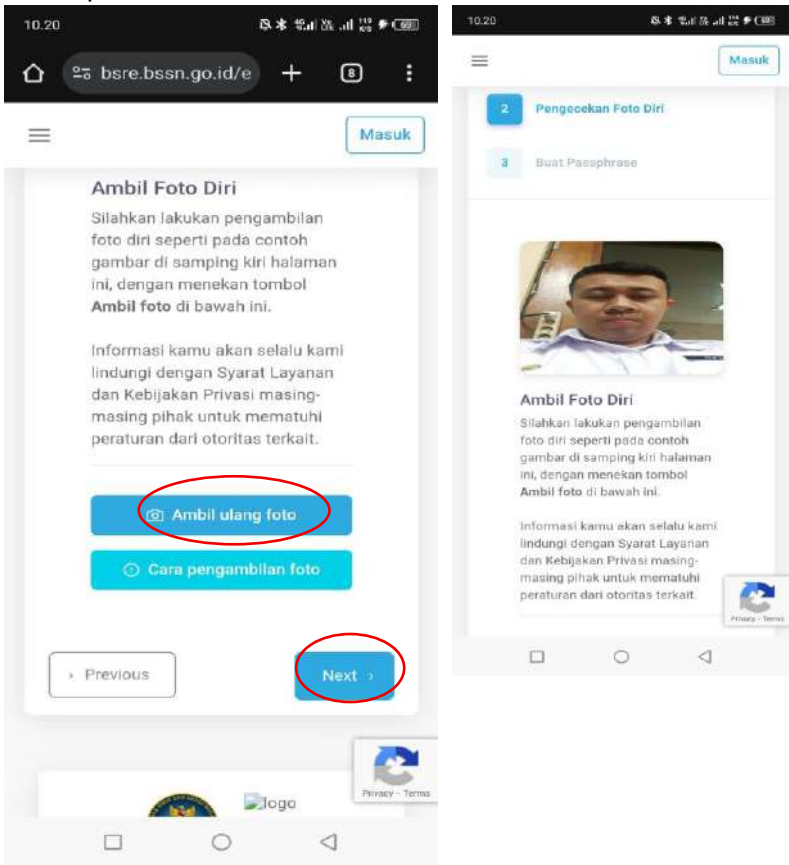 10.20
bsre.bssn.go.id/e
8
Masuk
Ambil Foto Diri
Silahkan lakukan pengambilan
foto diri seperti pada contoh
gambar di samping kiri halaman
ini, dengan menekan tombol
Ambil foto di bawah ini.
Informasi kamu akan selalu kami
lindungi dengan Syarat Layanan
dan Kebijakan Privasi masing-
masing pihak untuk mematuhi
peraturan dari otoritas terkait.
Ambil ulang foto
Cara pengambilan foto
Previous
Next
logo
Privacy - Terms
10.20
Masuk
2 Pengecekan Foto Diri
3 Buat Passphrase
Ambil Foto Diri
Silahkan lakukan pengambilan
foto diri seperti pada contoh
gambar di samping kiri halaman
ini, dengan menekan tombol
Ambil foto di bawah ini.
Informasi kamu akan selalu kami
lindungi dengan Syarat Layanan
dan Kebijakan Privasi masing-
masing pihak untuk mematuhi
peraturan dari otoritas terkait.
Privacy - Terms